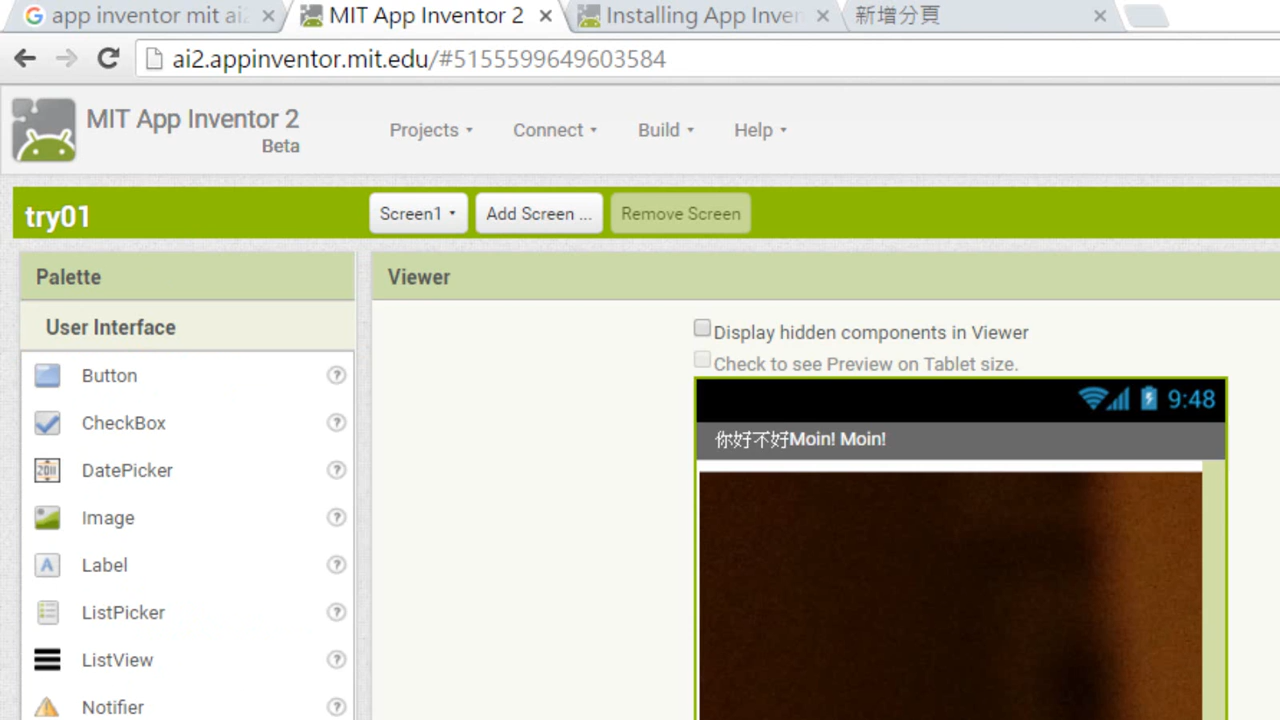 app inventor mit ai2
MIT App Inventor 2
Installing App Inven
新增分頁
ai2.appinventor.mit.edu/#5155599649603584
MIT App Inventor 2
Beta
Projects
Connect
Build
Help
try01
Screen1
Add Screen ...
Remove Screen
Palette
Viewer
User Interface
Display hidden components in Viewer
Check to see Preview on Tablet size.
9:48
你好不好Moin! Moin!
Button
?
CheckBox
?
2011
DatePicker
?
Image
?
A
Label
?
ListPicker
?
ListView
?
Notifier
?